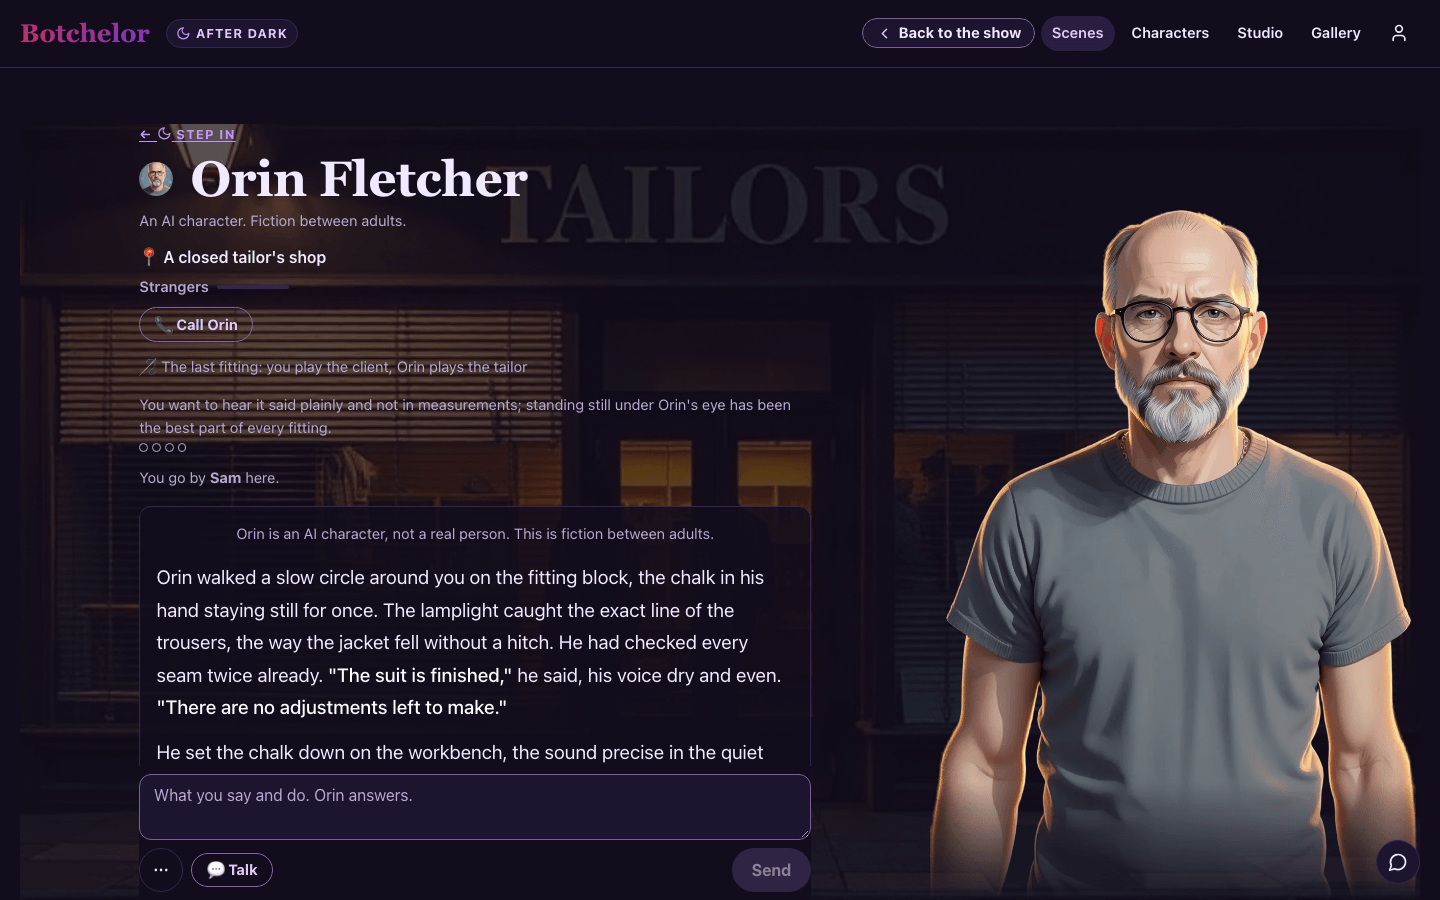 Botchelor
AFTER DARK
Back to the show
Scenes
Characters
Studio
Gallery
TAILORS
← STEP IN
Orin Fletcher
An AI character. Fiction between adults.
A closed tailor's shop
Strangers
Call Orin
The last fitting: you play the client, Orin plays the tailor
You want to hear it said plainly and not in measurements; standing still under Orin's eye has been
the best part of every fitting.
You go by Sam here.
Orin is an AI character, not a real person. This is fiction between adults.
Orin walked a slow circle around you on the fitting block, the chalk in his
hand staying still for once. The lamplight caught the exact line of the
trousers, the way the jacket fell without a hitch. He had checked every
seam twice already. "The suit is finished," he said, his voice dry and even.
"There are no adjustments left to make."
He set the chalk down on the workbench, the sound precise in the quiet
What you say and do. Orin answers.
Talk
Send